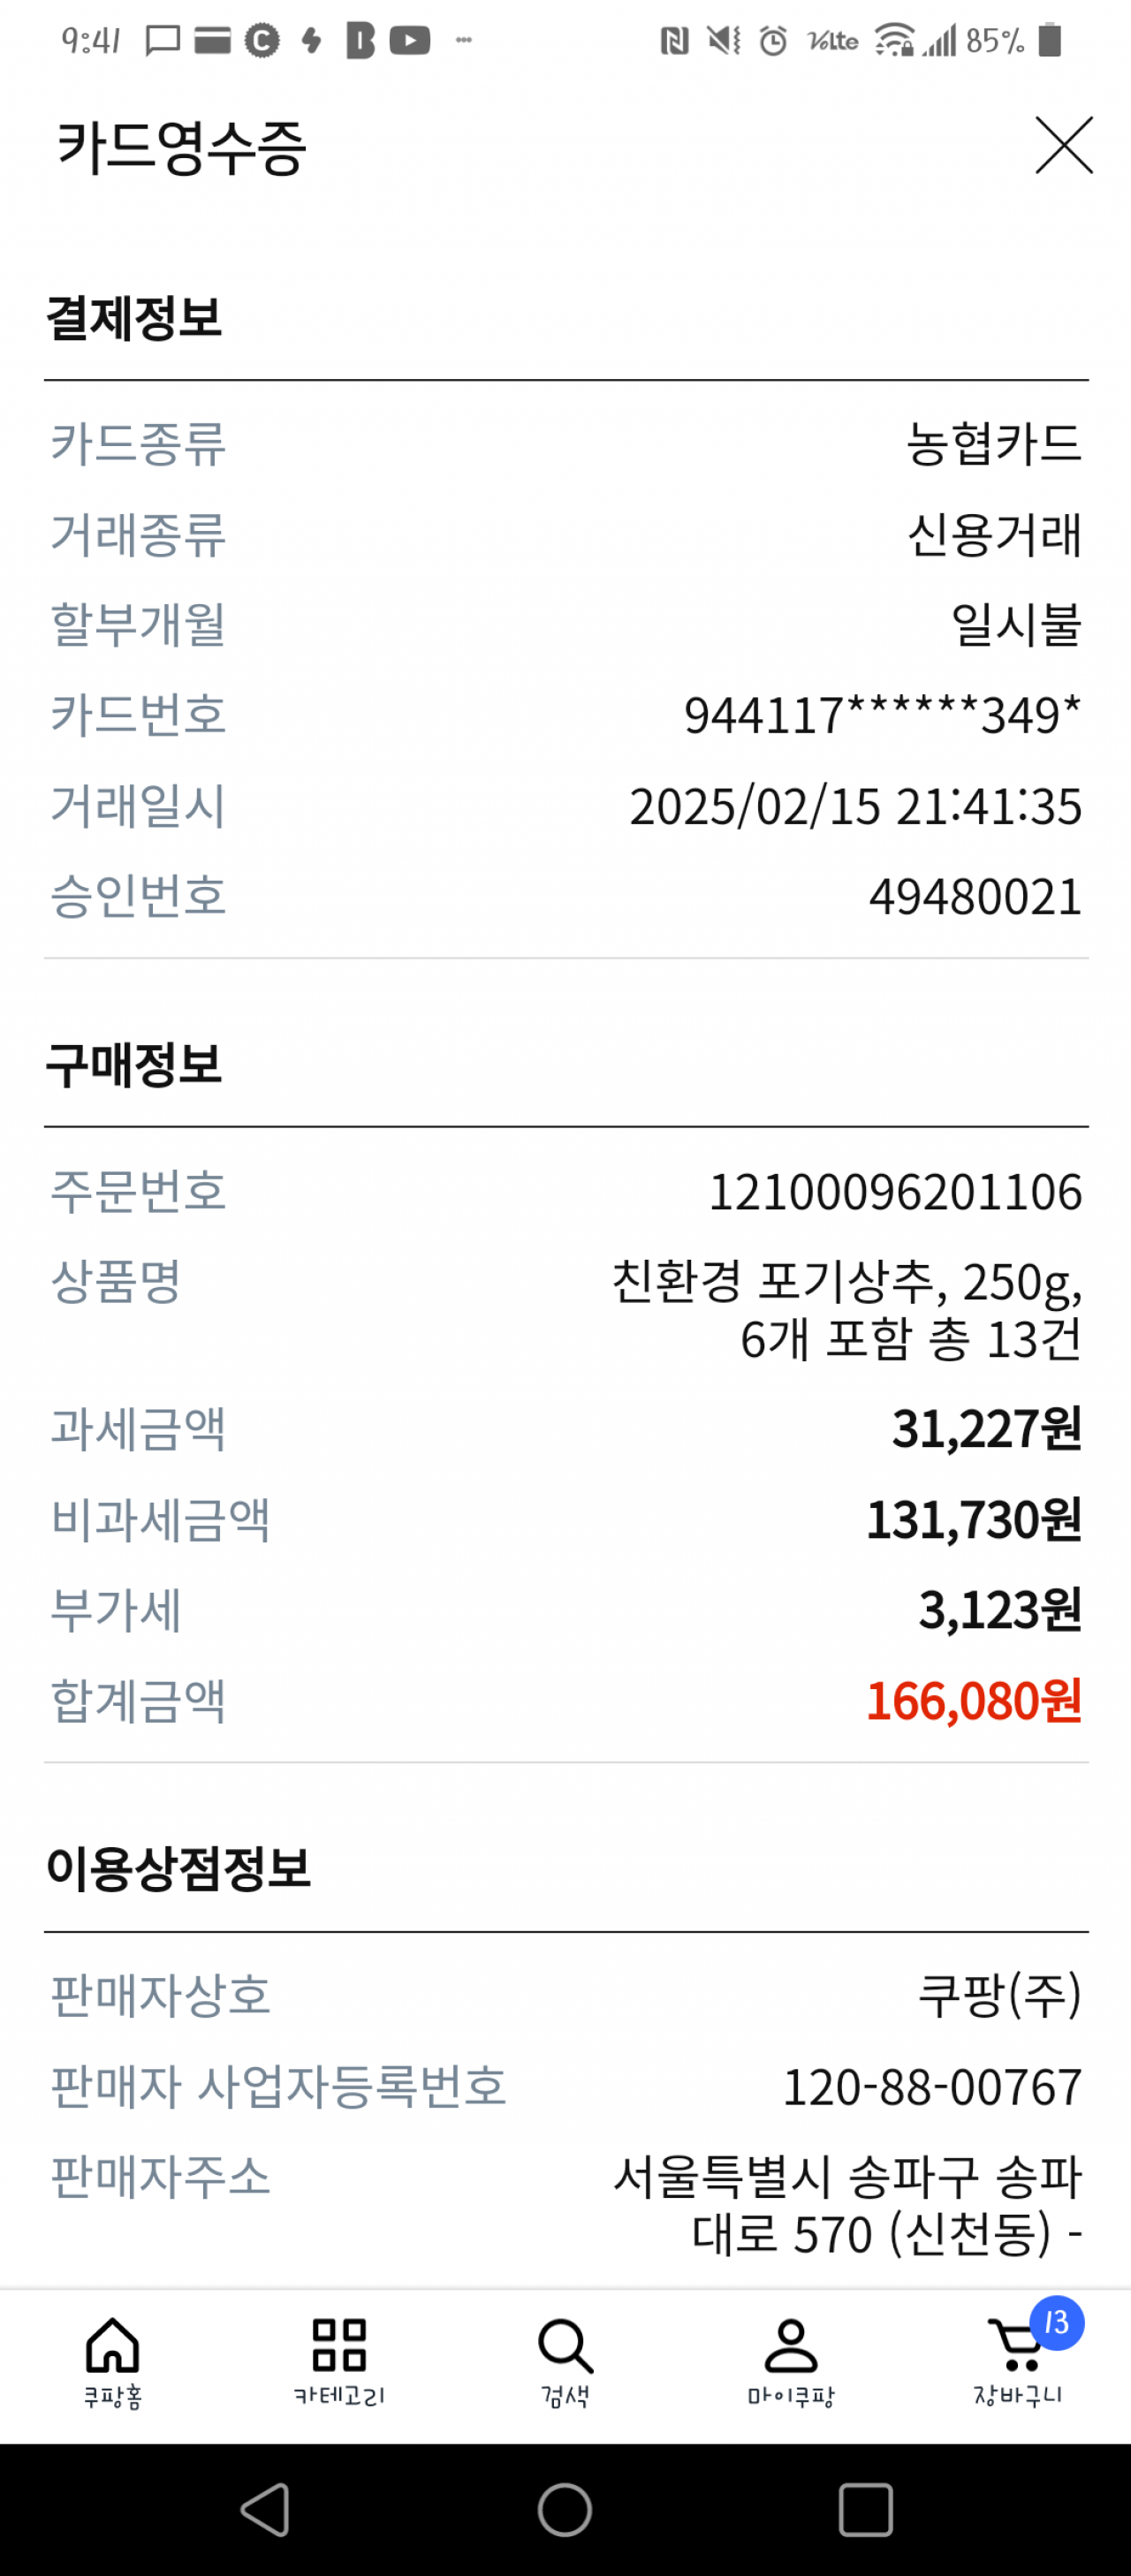 9:41
Volte
85%
카드영수증
결제정보
카드종류 농협카드
거래종류 신용거래
할부개월 일시불
카드번호 944117******349*
거래일시 2025/02/15 21:41:35
승인번호 49480021
구매정보
주문번호 12100096201106
상품명 친환경 포기상추, 250g,
6개 포함 총 13건
과세금액 31,227원
비과세금액 131,730원
부가세 3,123원
합계금액 166,080원
이용상점정보
판매자상호 쿠팡(주)
판매자 사업자등록번호 120-88-00767
판매자주소 서울특별시 송파구 송파
대로 570 (신천동) -
13
쿠팡홈 카테고리 검색 마이쿠팡 장바구니